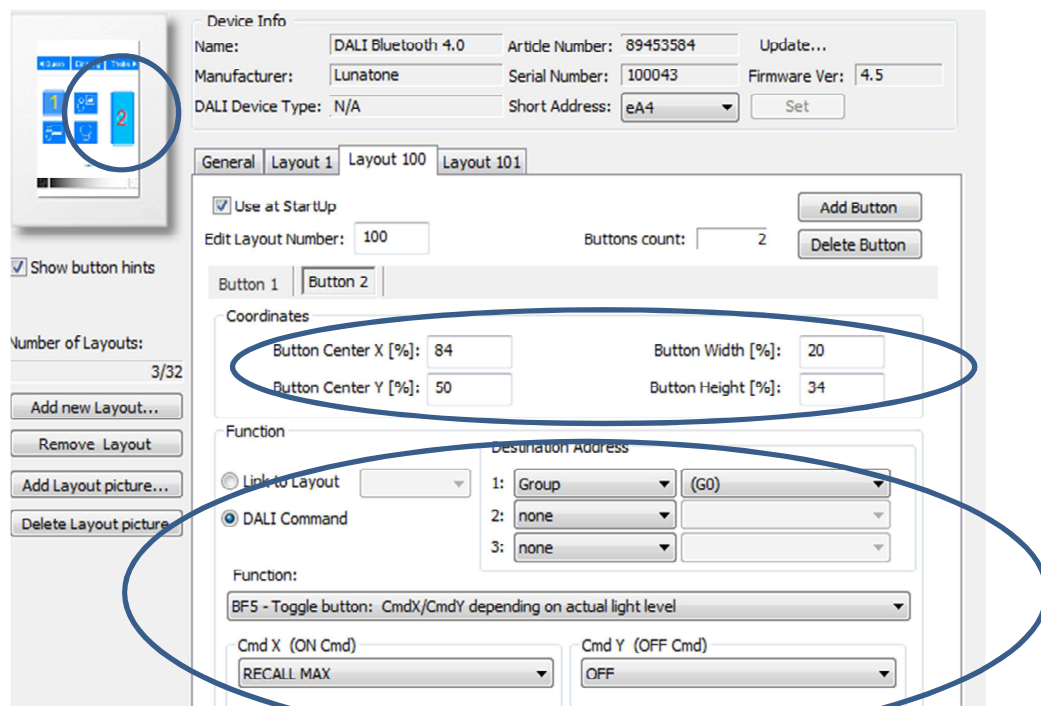 Device Info
Name: DALI Bluetooth 4.0 Article Number: 89453584 Update...
Manufacturer: Lunatone Serial Number: 100043 Firmware Ver: 4.5
DALI Device Type: N/A Short Address: eA4 Set
1
2
General Layout 1 Layout 100 Layout 101
Use at StartUp Add Button
Edit Layout Number: 100 Buttons count: 2 Delete Button
Show button hints
Button 1 Button 2
Coordinates
Button Center X [%]: 84 Button Width [%]: 20
Button Center Y [%]: 50 Button Height [%]: 34
Number of Layouts:
3/32
Add new Layout...
Remove Layout
Add Layout picture...
Delete Layout picture
Function
Destination Address
Link to Layout 1: Group (G0)
DALI Command 2: none
3: none
Function:
BF5 - Toggle button: CmdX/CmdY depending on actual light level
Cmd X (ON Cmd) Cmd Y (OFF Cmd)
RECALL MAX OFF